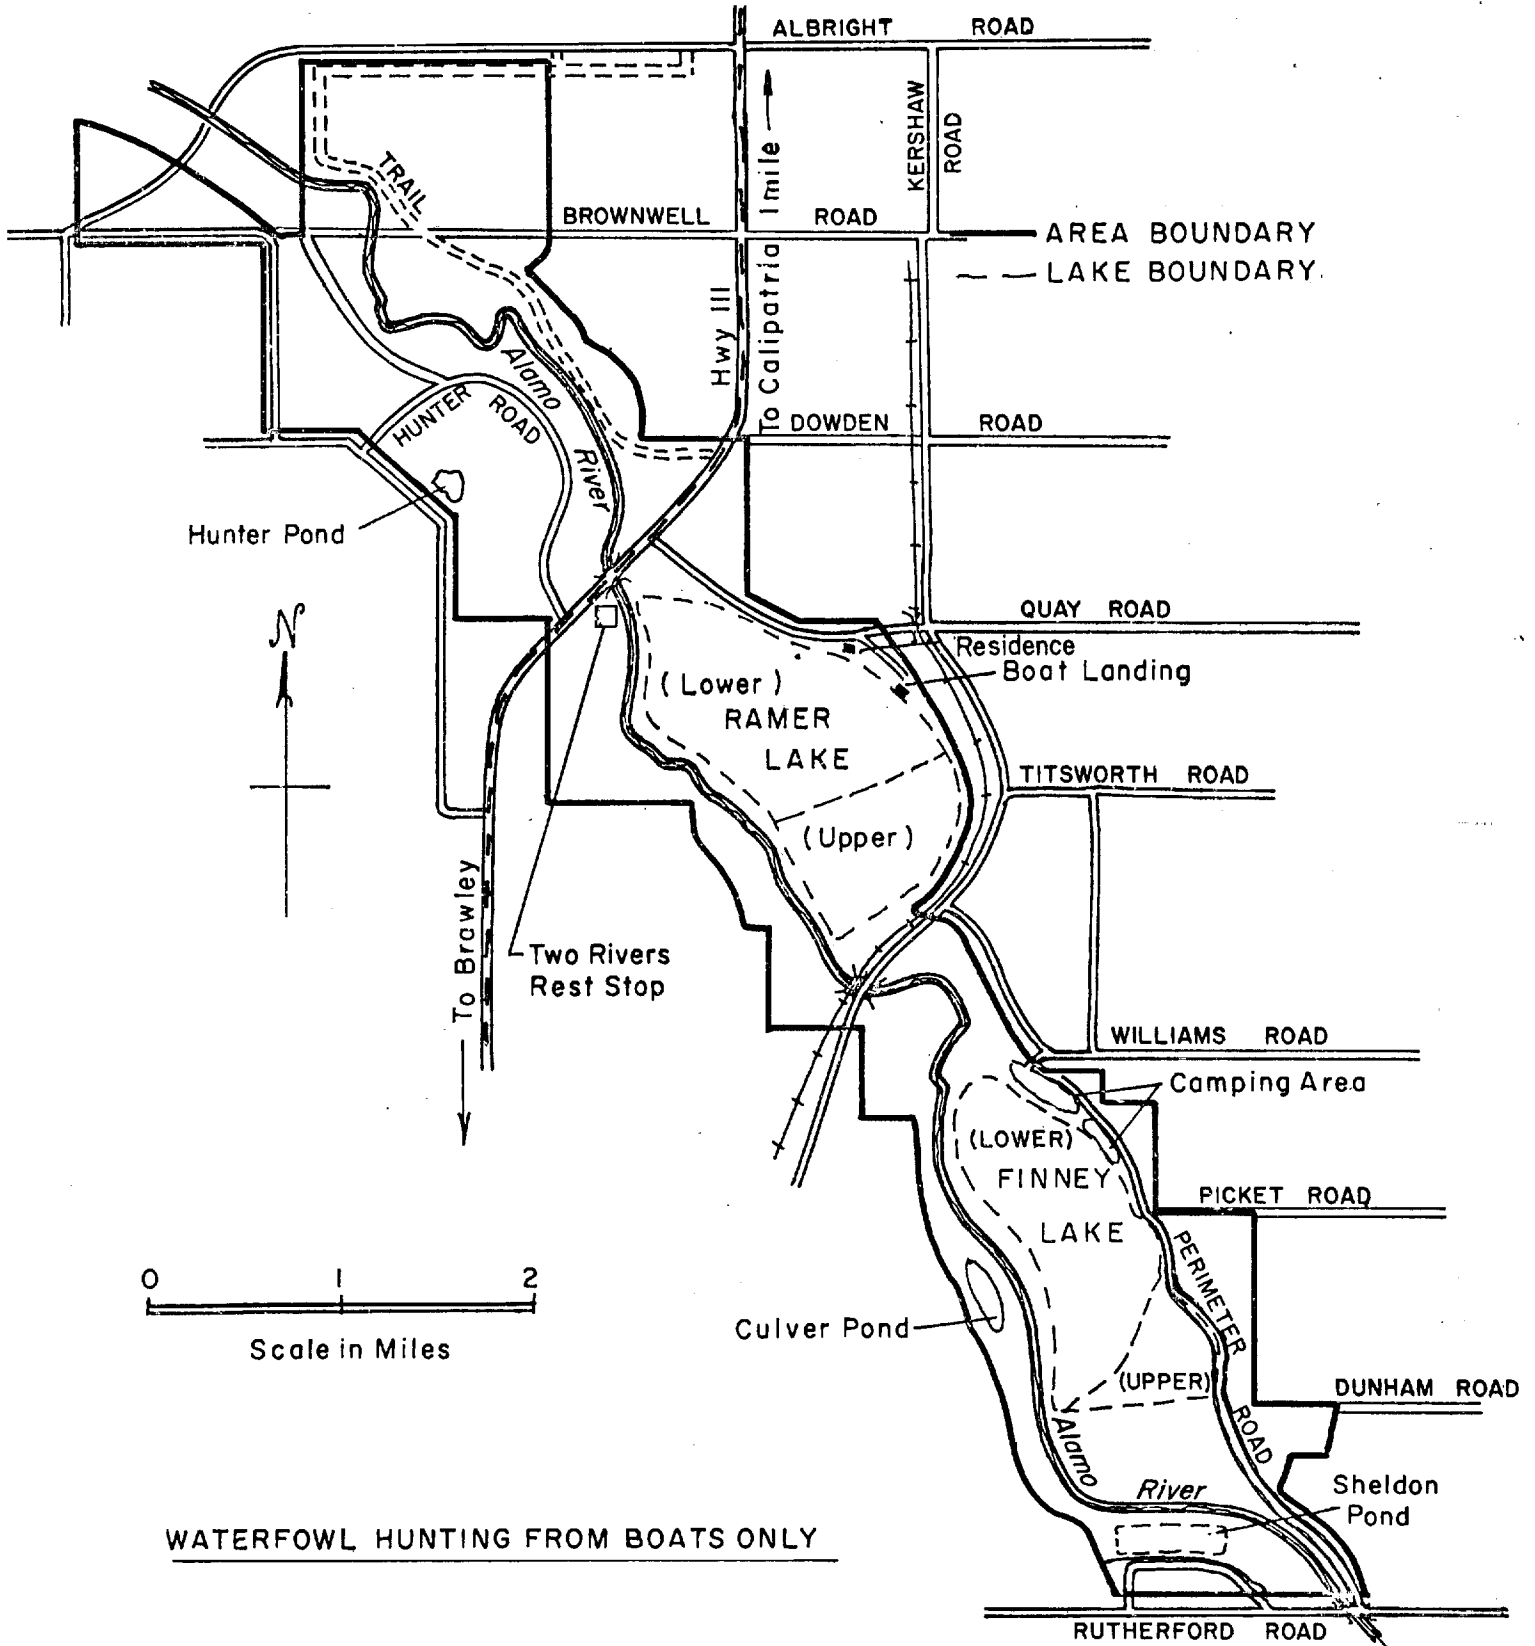 ALBRIGHT ROAD
KERSHAW ROAD
TRAIL
To Calipatria 1mile
BROWNWELL ROAD
AREA BOUNDARY
LAKE BOUNDARY
Hwy 111
Alamo River
HUNTER ROAD
DOWDEN ROAD
Hunter Pond
N
QUAY ROAD
Residence
Boat Landing
(Lower)
RAMER
LAKE
TITSWORTH ROAD
(Upper)
To Brawley
Two Rivers
Rest Stop
WILLIAMS ROAD
Camping Area
(LOWER)
FINNEY
LAKE
PICKET ROAD
PERIMETER ROAD
0 1 2
Scale in Miles
Culver Pond
(UPPER)
DUNHAM ROAD
Alamo River
Sheldon
Pond
WATERFOWL HUNTING FROM BOATS ONLY
RUTHERFORD ROAD